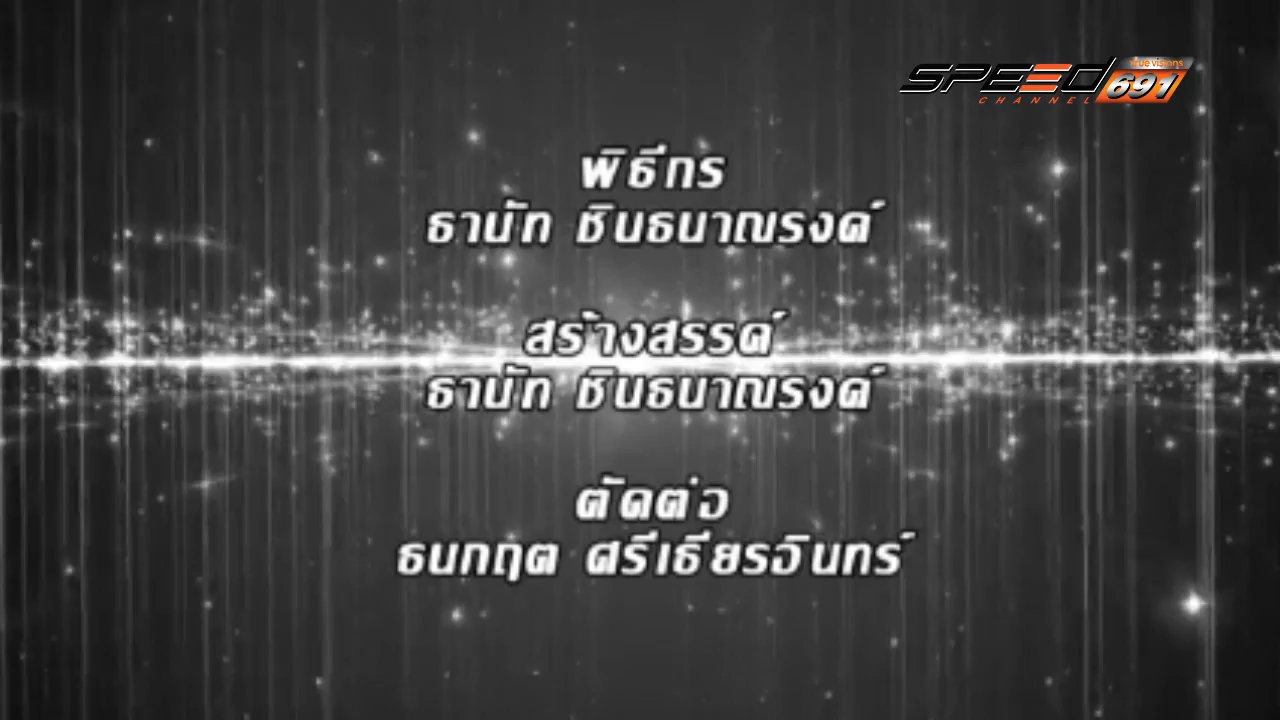 true visions
SPEED 691
CHANNEL
พิธีกร
ธานัท ชินธนาณรงค์
สร้างสรรค์
ธานัท ชินธนาณรงค์
ตัดต่อ
ธนกฤต ศรีเธียรอินทร์